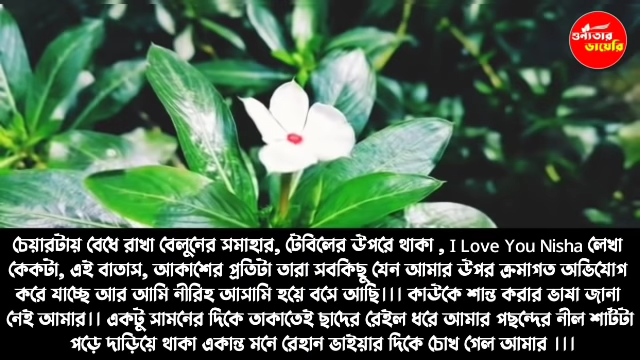 শুন্যতার
ডায়েরি
চেয়ারটায় বেধে রাখা বেলুনের সমাহার, টেবিলের উপরে থাকা , I Love You Nisha লেখা
কেকটা, এই বাতাস, আকাশের প্রতিটা তারা সবকিছু যেন আমার উপর ক্রমাগত অভিযোগ
করে যাচ্ছে আর আমি নীরিহ আসামি হয়ে বসে আছি।।। কাউকে শান্ত করার ভাষা জানা
নেই আমার।। একটু সামনের দিকে তাকাতেই ছাদের রেইল ধরে আমার পছন্দের নীল শার্টটা
পড়ে দাড়িয়ে থাকা একান্ত মনে রেহান ভাইয়ার দিকে চোখ গেল আমার ।।।